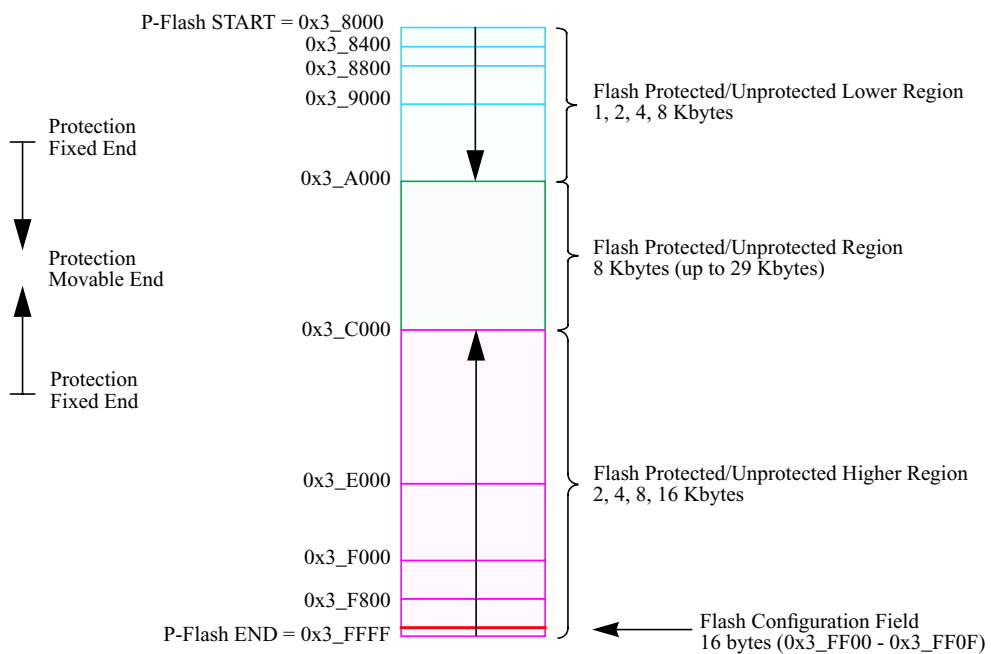 P-Flash START = 0x3_8000
0x3_8400
0x3_8800
0x3_9000
Flash Protected/Unprotected Lower Region
1, 2, 4, 8 Kbytes
Protection
Fixed End
0x3_A000
Flash Protected/Unprotected Region
8 Kbytes (up to 29 Kbytes)
Protection
Movable End
0x3_C000
Protection
Fixed End
Flash Protected/Unprotected Higher Region
2, 4, 8, 16 Kbytes
0x3_E000
0x3_F000
0x3_F800
P-Flash END = 0x3_FFFF
Flash Configuration Field
16 bytes (0x3_FF00 - 0x3_FF0F)